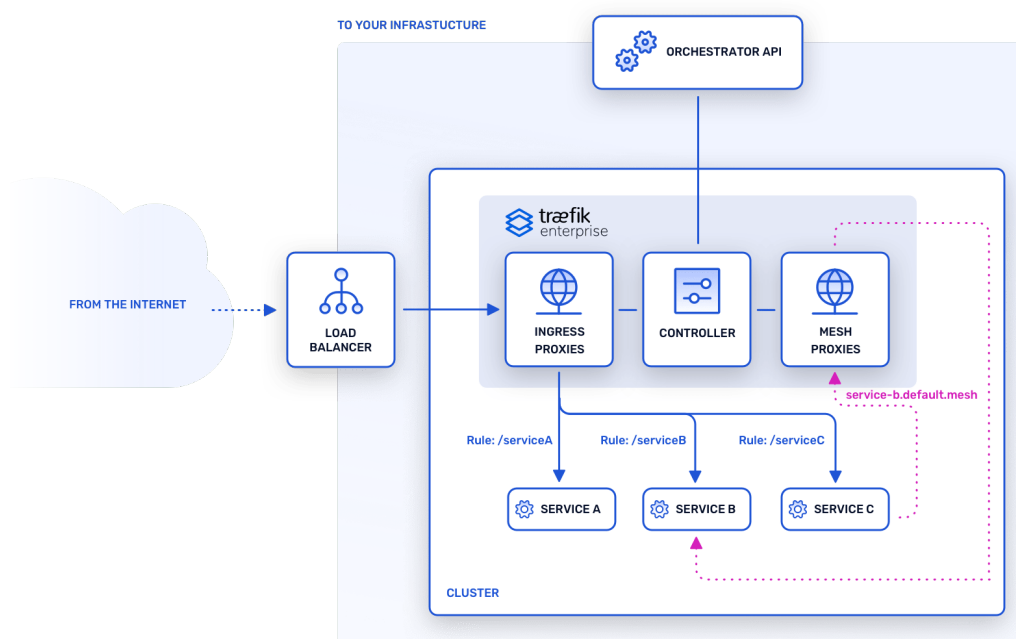 TO YOUR INFRASTUCTURE
ORCHESTRATOR API
træfik
enterprise
FROM THE INTERNET
LOAD
BALANCER
INGRESS
PROXIES
CONTROLLER
MESH
PROXIES
service-b.default.mesh
Rule: /serviceA
Rule: /serviceB
Rule: /serviceC
SERVICE A
SERVICE B
SERVICE C
CLUSTER